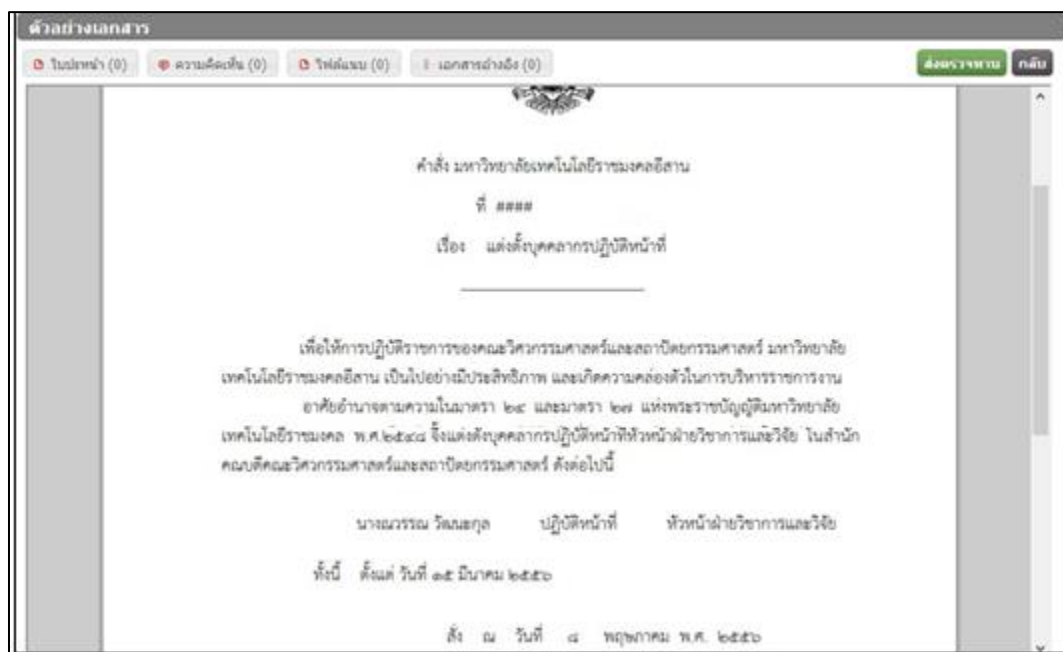 ตัวอย่างเอกสาร
ใบปะหน้า (0) ความคิดเห็น (0) ไฟล์แนบ (0) เอกสารอ้างอิง (0) ส่งตรวจทาน กลับ
คำสั่ง มหาวิทยาลัยเทคโนโลยีราชมงคลอีสาน
ที่ ####
เรื่อง แต่งตั้งบุคคลากรปฏิบัติหน้าที่
เพื่อให้การปฏิบัติราชการของคณะวิศวกรรมศาสตร์และสถาปัตยกรรมศาสตร์ มหาวิทยาลัย
เทคโนโลยีราชมงคลอีสาน เป็นไปอย่างมีประสิทธิภาพ และเกิดความคล่องตัวในการบริหารราชการงาน
อาศัยอำนาจตามความในมาตรา ๒๔ และมาตรา ๒๗ แห่งพระราชบัญญัติมหาวิทยาลัย
เทคโนโลยีราชมงคล พ.ศ.๒๕๔๘ จึงแต่งตั้งบุคคลากรปฏิบัติหน้าที่หัวหน้าฝ่ายวิชาการและวิจัย ในสำนัก
คณบดีคณะวิศวกรรมศาสตร์และสถาปัตยกรรมศาสตร์ ดังต่อไปนี้
นางณวรรณ วัฒนะกุล ปฏิบัติหน้าที่ หัวหน้าฝ่ายวิชาการและวิจัย
ทั้งนี้ ตั้งแต่ วันที่ ๑๕ มีนาคม ๒๕๕๖
สั่ง ณ วันที่ ๘ พฤษภาคม พ.ศ. ๒๕๕๖